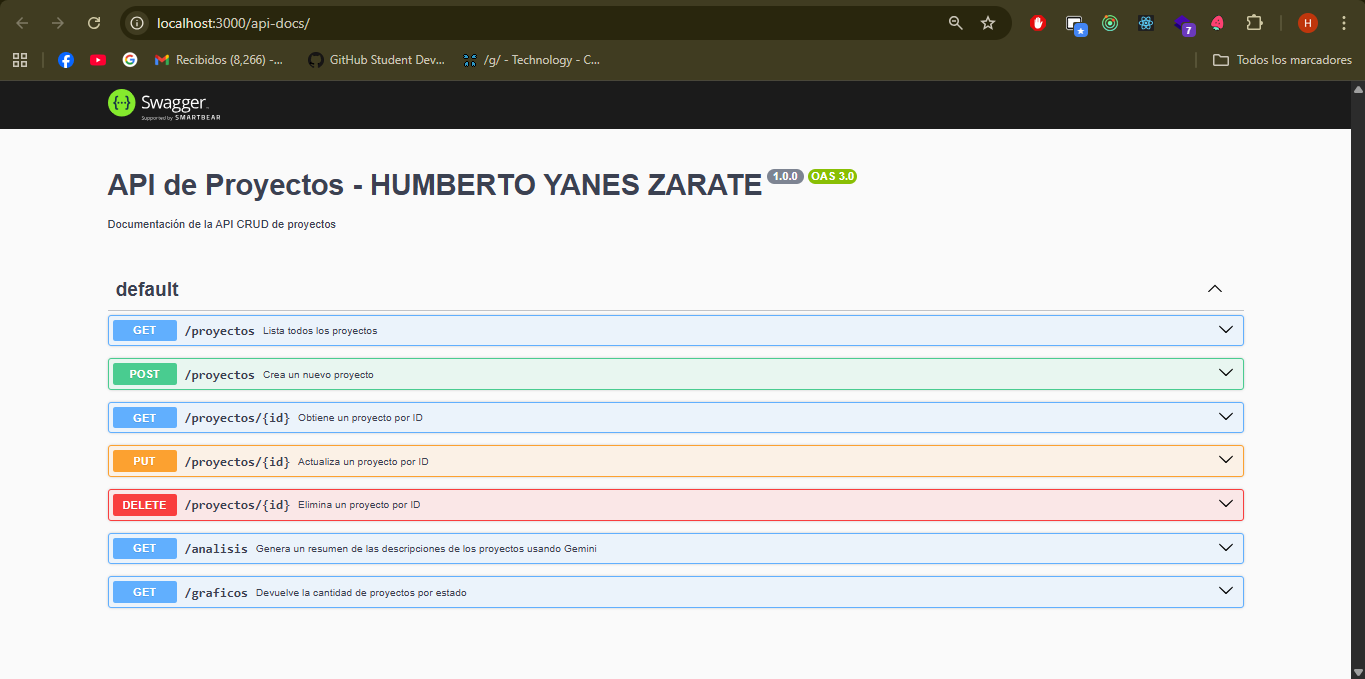 localhost:3000/api-docs/
7
H
Recibidos (8,266) -...
GitHub Student Dev...
/g/ - Technology - C...
Todos los marcadores
Swagger
Supported by SMARTBEAR
API de Proyectos - HUMBERTO YANES ZARATE 1.0.0 OAS 3.0
Documentación de la API CRUD de proyectos
default
GET /proyectos Lista todos los proyectos
POST /proyectos Crea un nuevo proyecto
GET /proyectos/{id} Obtiene un proyecto por ID
PUT /proyectos/{id} Actualiza un proyecto por ID
DELETE /proyectos/{id} Elimina un proyecto por ID
GET /analisis Genera un resumen de las descripciones de los proyectos usando Gemini
GET /graficos Devuelve la cantidad de proyectos por estado